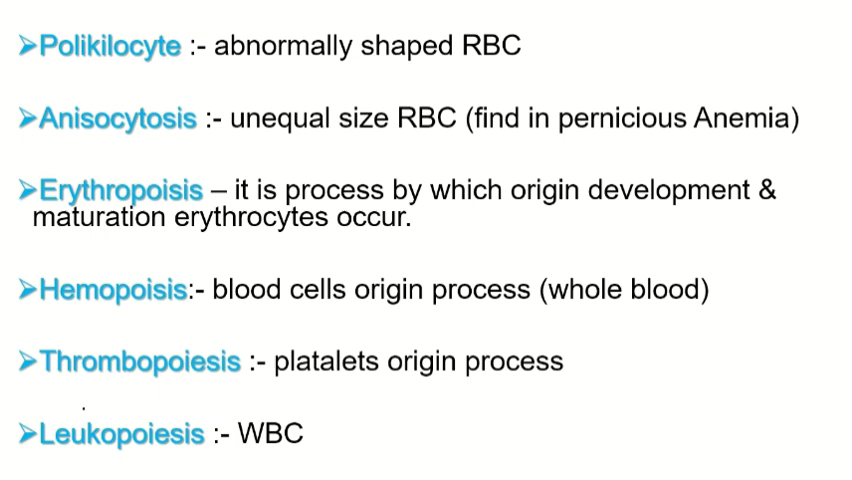 ➢Polikilocyte :- abnormally shaped RBC
➢Anisocytosis :- unequal size RBC (find in pernicious Anemia)
➢Erythropoisis – it is process by which origin development &
maturation erythrocytes occur.
➢Hemopoisis:- blood cells origin process (whole blood)
➢Thrombopoiesis :- platalets origin process
.
➢Leukopoiesis :- WBC